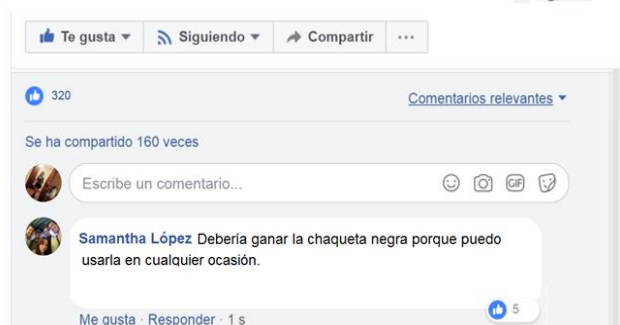 Te gusta Siguiendo Compartir ...
320 Comentarios relevantes
Se ha compartido 160 veces
Escribe un comentario... GIF
Samantha López Debería ganar la chaqueta negra porque puedo
usarla en cualquier ocasión.
5
Me gusta · Responder · 1 s